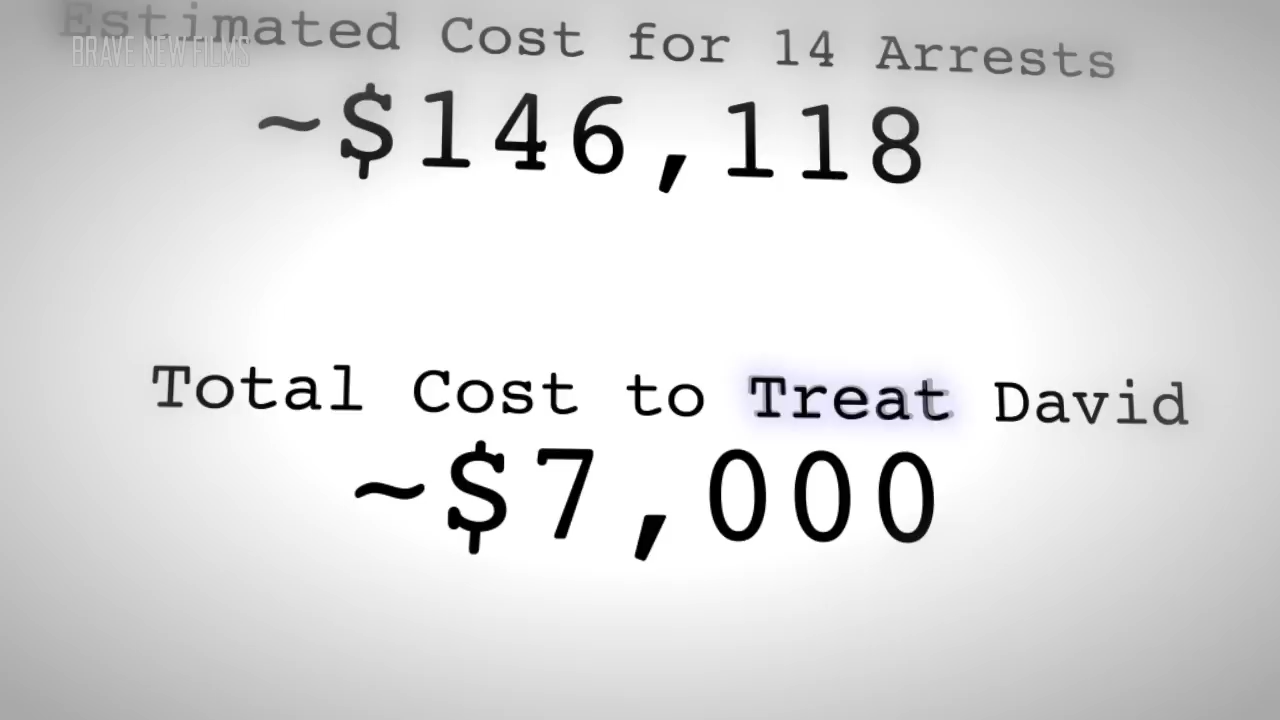 Estimated Cost for 14 Arrests
BRAVE NEW FILMS
~$146,118
Total Cost to Treat David
~$7,000